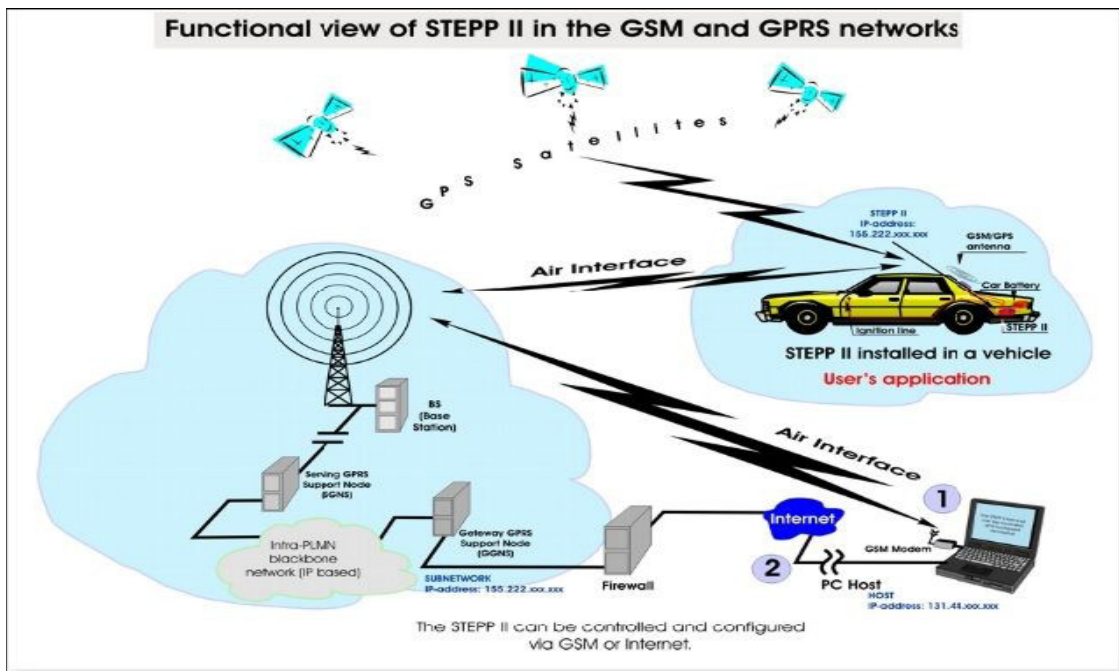 Functional view of STEPP II in the GSM and GPRS networks
GPS Satellites
STEPP II
IP-address:
155.222.xxx.xxx
GSM/GPS
antenna
Air Interface
Car Battery
Ignition line
STEPP II
STEPP II installed in a vehicle
User's application
BS
(Base
Station)
Air Interface
Serving GPRS
Support Node
(SGNS)
1
Intra-PLMN
blackbone
network (IP based)
Gateway GPRS
Support Node
(GGNS)
Internet
GSM Modem
2
SUBNETWORK
IP-address: 155.222.xxx.xxx
Firewall
PC Host
HOST
IP-address: 131.44.xxx.xxx
The STEPP II can be controlled and configured
via GSM or Internet.